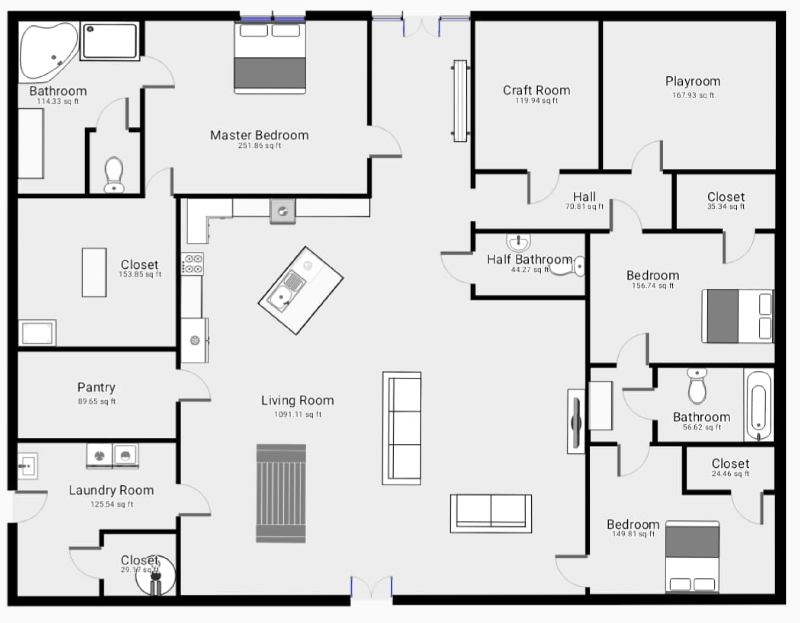 Bathroom
114.33 sq ft
Master Bedroom
251.86 sq ft
Craft Room
119.94 sq ft
Playroom
167.93 sq ft
Hall
70.81 sq ft
Closet
35.34 sq ft
Closet
153.85 sq ft
Half Bathroom
44.27 sq ft
Bedroom
156.74 sq ft
Pantry
89.65 sq ft
Living Room
1091.11 sq ft
Bathroom
56.62 sq ft
Laundry Room
125.54 sq ft
Closet
24.46 sq ft
Closet
29.17 sq ft
Bedroom
149.81 sq ft